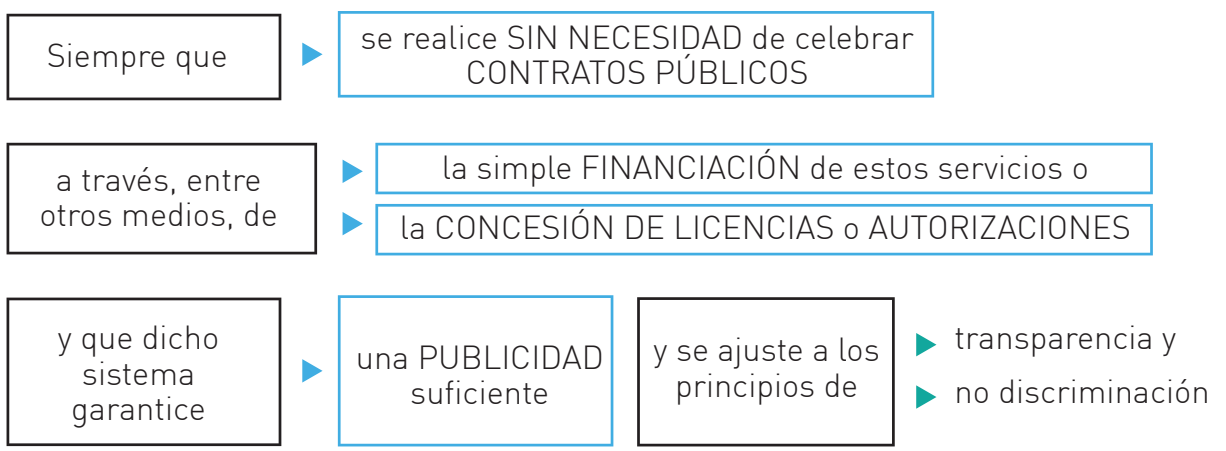 Siempre que
se realice SIN NECESIDAD de celebrar
CONTRATOS PÚBLICOS
a través, entre
otros medios, de
la simple FINANCIACIÓN de estos servicios o
la CONCESIÓN DE LICENCIAS o AUTORIZACIONES
y que dicho
sistema
garantice
una PUBLICIDAD
suficiente
y se ajuste a los
principios de
transparencia y
no discriminación